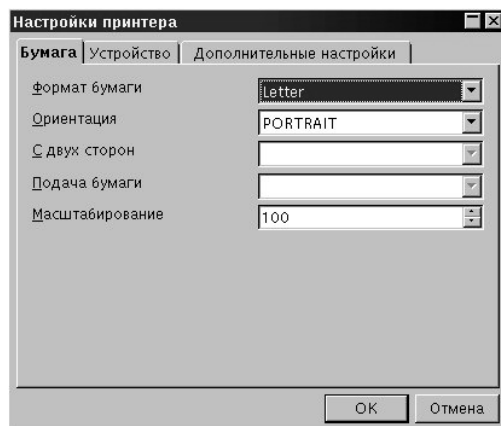 Настройки принтера
Бумага Устройство Дополнительные настройки
Формат бумаги Letter
Ориентация PORTRAIT
С двух сторон
Подача бумаги
Масштабирование 100
OK Отмена